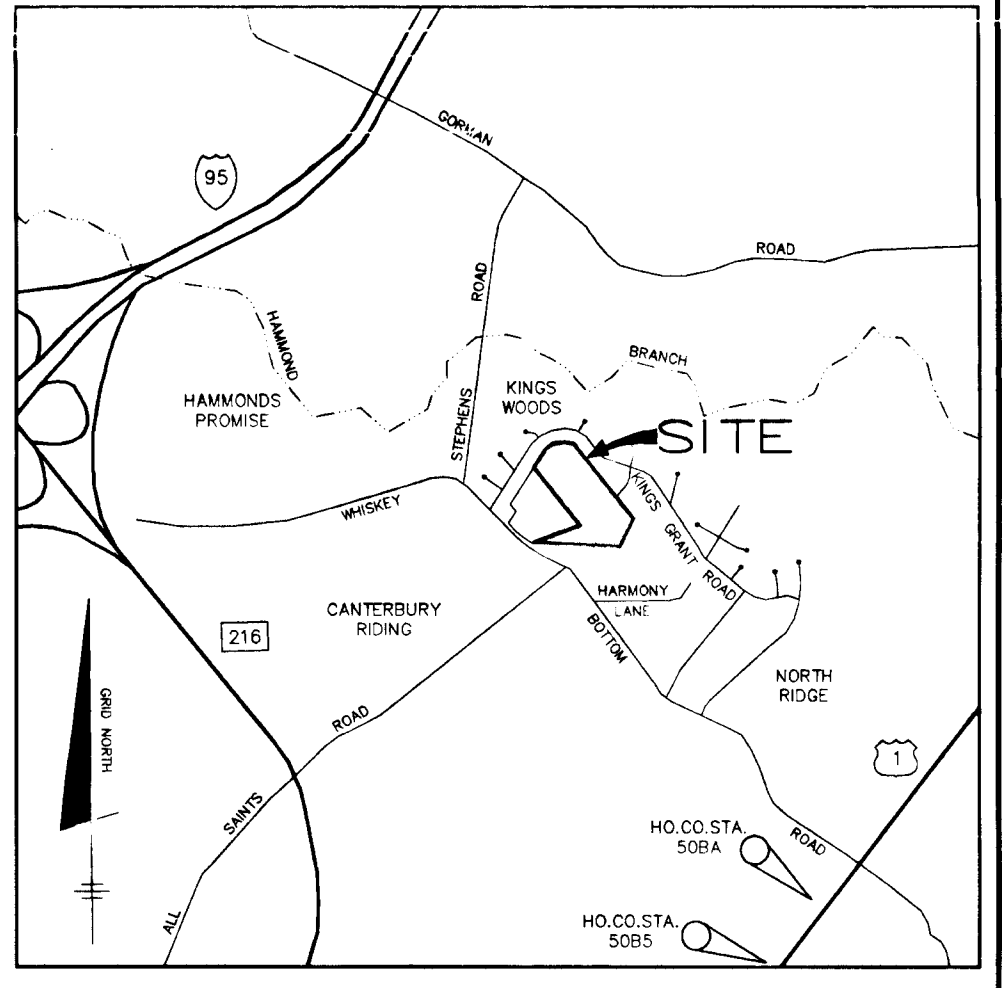 GORMAN
95
ROAD
ROAD
HAMMOND
BRANCH
HAMMONDS
PROMISE
KINGS
WOODS
STEPHENS
SITE
WHISKEY
KINGS GRANT ROAD
HARMONY
LANE
CANTERBURY
RIDING
216
BOTTOM
NORTH
RIDGE
GRID NORTH
ROAD
1
SAINTS
HO.CO.STA.
50BA
ROAD
ALL
HO.CO.STA.
50B5